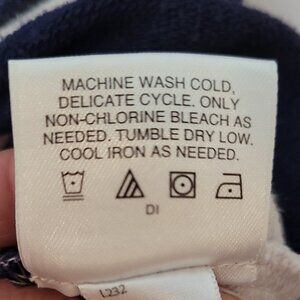 MACHINE WASH COLD,
DELICATE CYCLE. ONLY
NON-CHLORINE BLEACH AS
NEEDED. TUMBLE DRY LOW.
COOL IRON AS NEEDED.
DI
L232